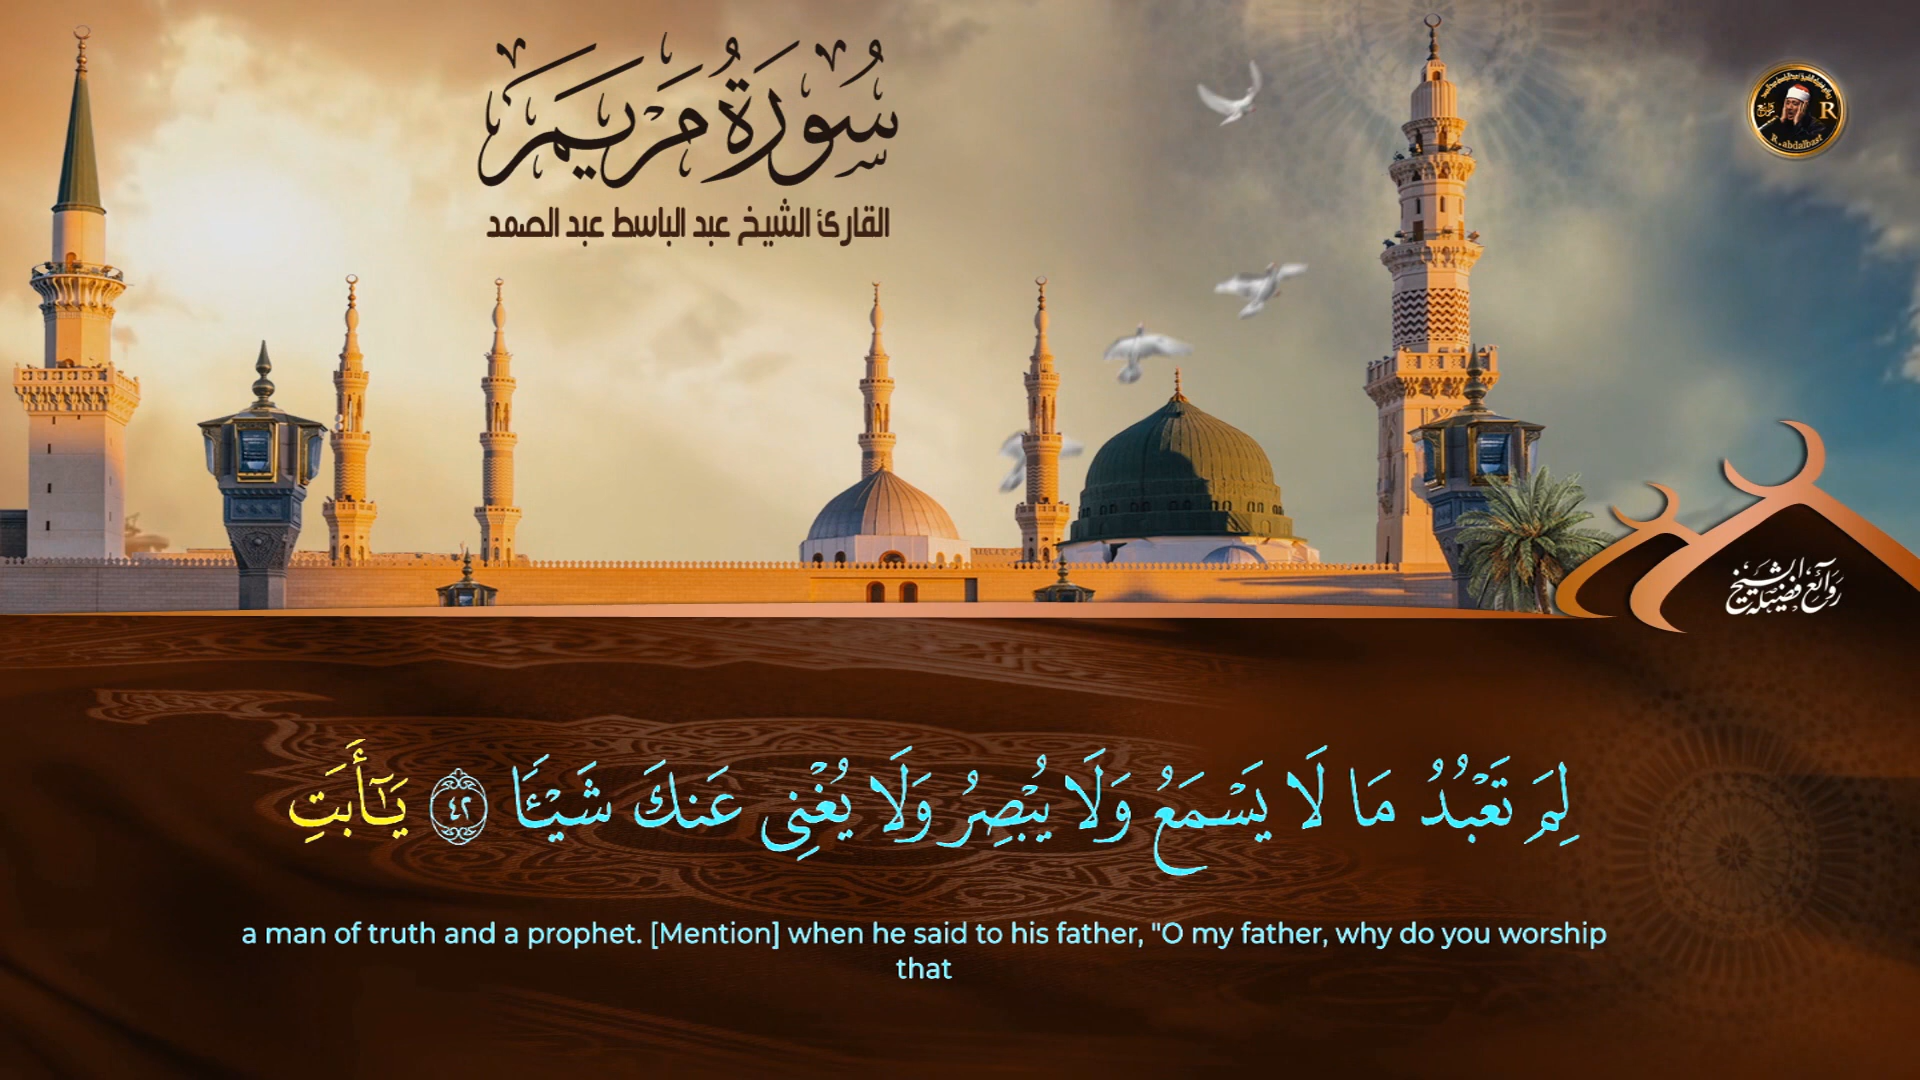 سُورَةُ مَرْيَمَ
القارئ الشيخ عبد الباسط عبد الصمد
R
R.abdalbast
روائع فضيلة الشيخ
لِمَ تَعْبُدُ مَا لَا يَسْمَعُ وَلَا يُبْصِرُ وَلَا يُغْنِى عَنكَ شَيْـًٔا ٤٢ يَـٰٓأَبَتِ
a man of truth and a prophet. [Mention] when he said to his father, "O my father, why do you worship
that